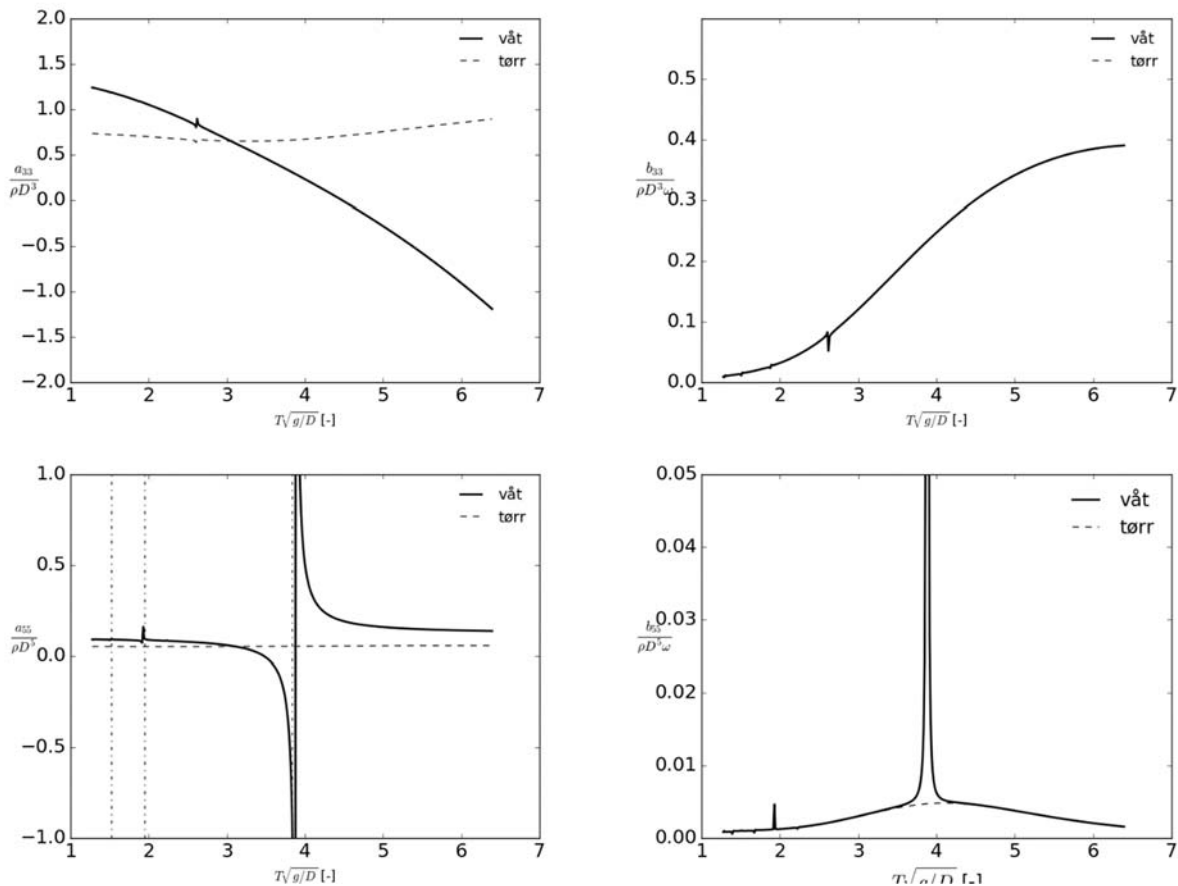 2.0
1.5
1.0
0.5
0.0
−0.5
−1.0
−1.5
−2.0
a₃₃
ρD³
våt
tørr
1 2 3 4 5 6 7
T√g/D [-]
0.5
0.4
0.3
0.2
0.1
0.0
b₃₃
ρD³ω
våt
tørr
1 2 3 4 5 6 7
T√g/D [-]
1.0
0.5
0.0
−0.5
−1.0
a₅₅
ρD⁵
våt
tørr
1 2 3 4 5 6 7
T√g/D [-]
0.05
0.04
0.03
0.02
0.01
0.00
b₅₅
ρD⁵ω
våt
tørr
1 2 3 4 5 6 7
T√g/D [-]